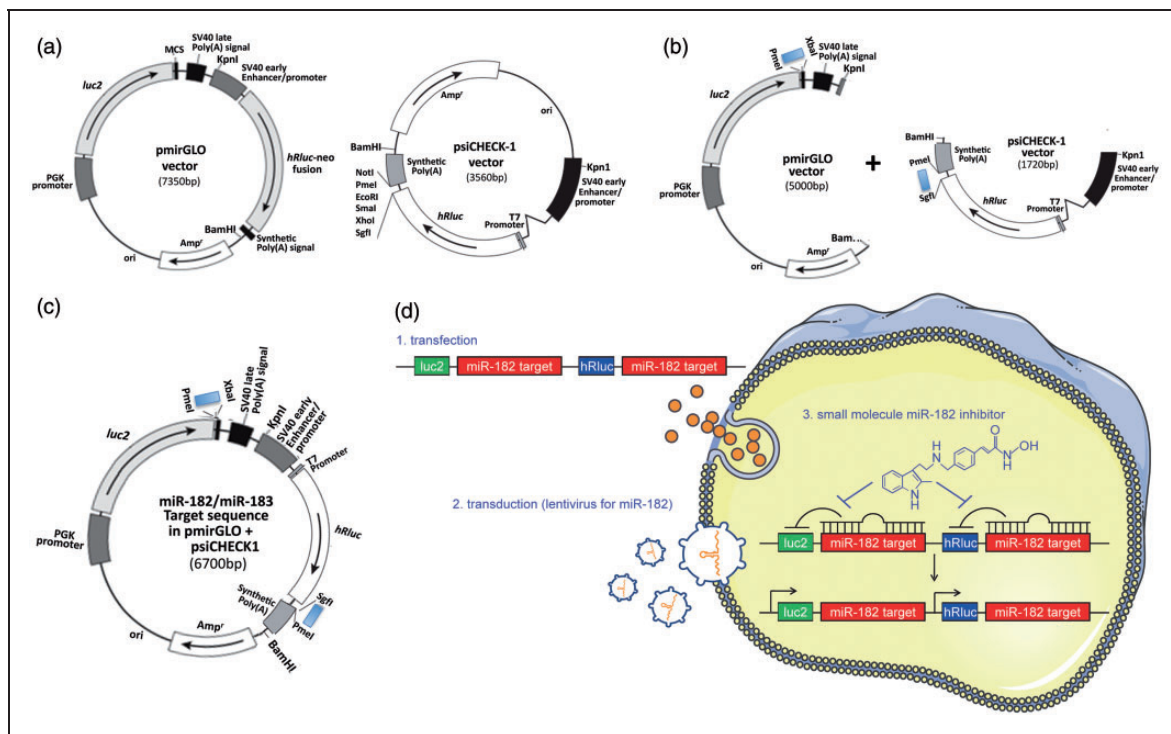 (a)
MCS
SV40 late
Poly(A) signal
KpnI
SV40 early
Enhancer/promoter
luc2
pmirGLO
vector
(7350bp)
hRluc-neo
fusion
PGK
promoter
BamHI
Synthetic
Poly(A) signal
Ampʳ
ori
Ampʳ
ori
psiCHECK-1
vector
(3560bp)
BamHI
Synthetic
Poly(A)
NotI
PmeI
EcoRI
SmaI
XhoI
SgfI
Kpn1
SV40 early
Enhancer/
promoter
T7
Promoter
hRluc
(b)
PmeI
XbaI
SV40 late
Poly(A) signal
KpnI
luc2
pmirGLO
vector
(5000bp)
PGK
promoter
Bam...
Ampʳ
ori
+
BamHI
Synthetic
Poly(A)
PmeI
SgfI
psiCHECK-1
vector
(1720bp)
Kpn1
SV40 early
Enhancer/
promoter
T7
Promoter
hRluc
(c)
PmeI
XbaI
SV40 late
Poly(A) signal
KpnI
SV40 early
Enhancer/
promoter
T7
Promoter
luc2
miR-182/miR-183
Target sequence
in pmirGLO +
psiCHECK1
(6700bp)
hRluc
PGK
promoter
Synthetic
Poly(A)
SgfI
PmeI
BamHI
Ampʳ
ori
(d)
1. transfection
luc2 miR-182 target hRluc miR-182 target
2. transduction (lentivirus for miR-182)
3. small molecule miR-182 inhibitor
H
N
O
N
H
OH
N
H
luc2 miR-182 target hRluc miR-182 target
luc2 miR-182 target hRluc miR-182 target